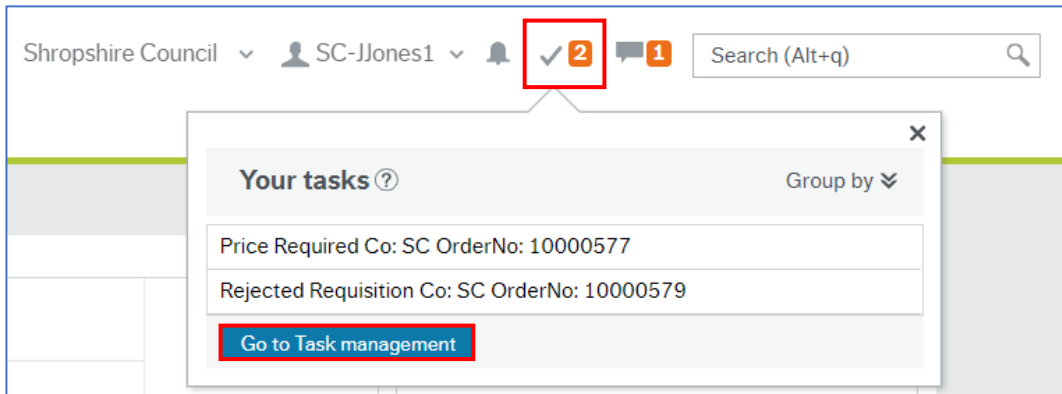 Shropshire Council SC-JJones1 2 1 Search (Alt+q)
Your tasks ? Group by
Price Required Co: SC OrderNo: 10000577
Rejected Requisition Co: SC OrderNo: 10000579
Go to Task management